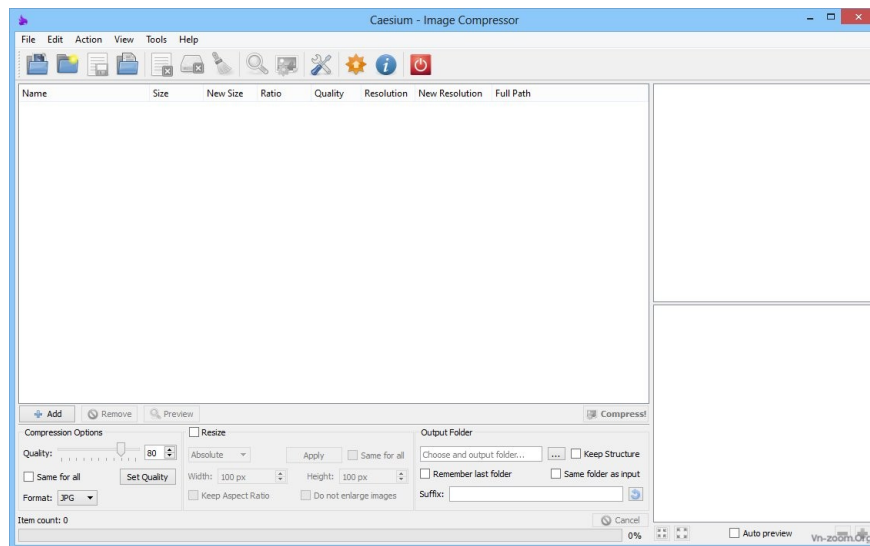 Caesium - Image Compressor
File Edit Action View Tools Help
Name Size New Size Ratio Quality Resolution New Resolution Full Path
Add Remove Preview Compress!
Compression Options Resize Output Folder
Quality: 80 Absolute Apply Same for all Choose and output folder... ... Keep Structure
Same for all Set Quality Width: 100 px Height: 100 px Remember last folder Same folder as input
Format: JPG Keep Aspect Ratio Do not enlarge images Suffix:
Item count: 0 Cancel
0% Auto preview Vn-zoom.Org